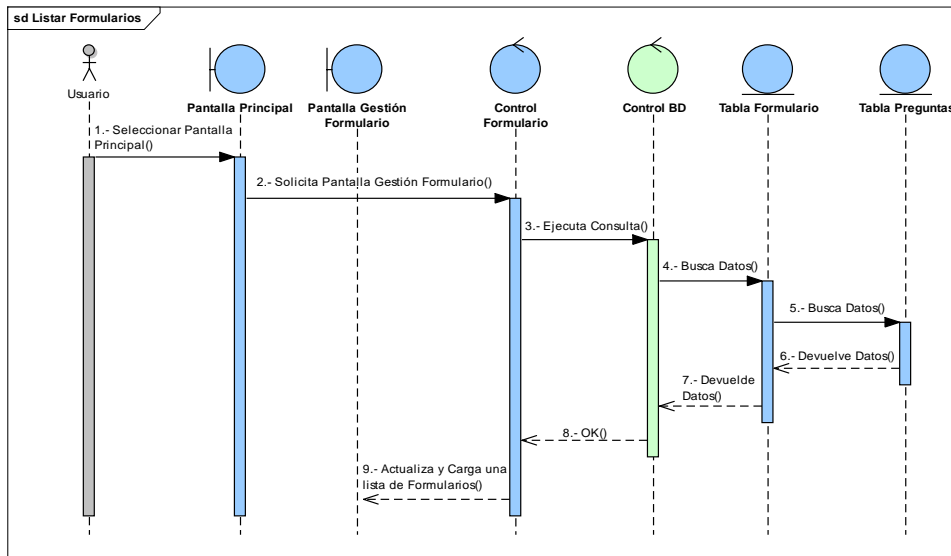 sd Listar Formularios
Usuario
Pantalla Principal
Pantalla Gestión
Formulario
Control
Formulario
Control BD
Tabla Formulario
Tabla Preguntas
1.- Seleccionar Pantalla
Principal()
2.- Solicita Pantalla Gestión Formulario()
3.- Ejecuta Consulta()
4.- Busca Datos()
5.- Busca Datos()
6.- Devuelve Datos()
7.- Devuelde
Datos()
8.- OK()
9.- Actualiza y Carga una
lista de Formularios()